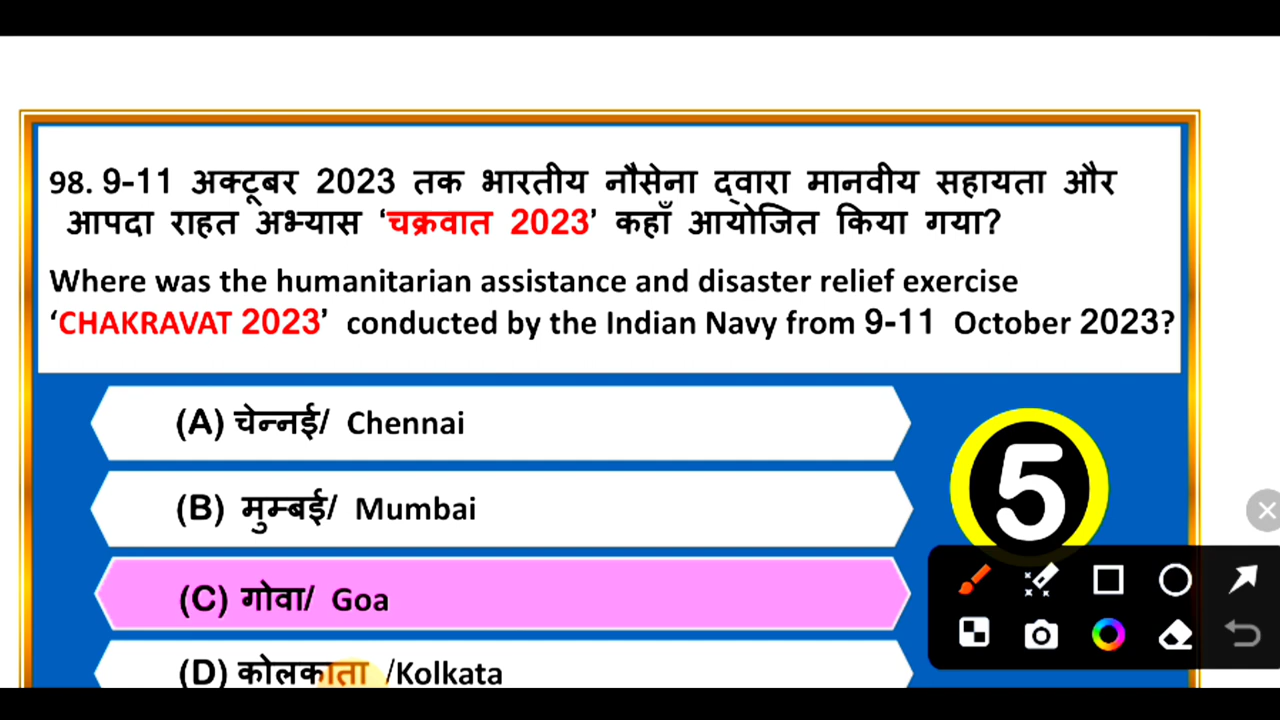 98. 9-11 अक्टूबर 2023 तक भारतीय नौसेना द्वारा मानवीय सहायता और
आपदा राहत अभ्यास ‘चक्रवात 2023’ कहाँ आयोजित किया गया?
Where was the humanitarian assistance and disaster relief exercise
‘CHAKRAVAT 2023’ conducted by the Indian Navy from 9-11 October 2023?
(A) चेन्नई/ Chennai
(B) मुम्बई/ Mumbai
5
(C) गोवा/ Goa
(D) कोलकाता /Kolkata